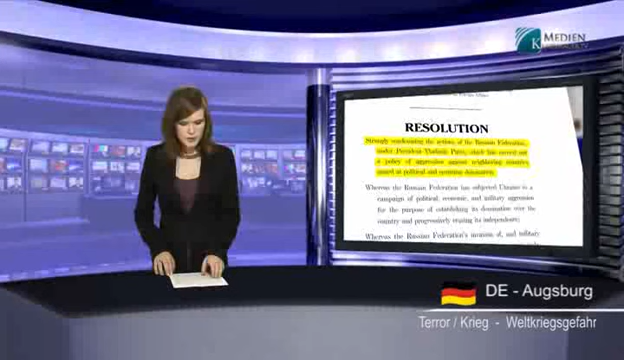 K MEDIEN
RESOLUTION
Strongly condemning the actions of the Russian Federation,
under President Vladimir Putin, which has carried out
a policy of aggression against neighboring countries
aimed at political and economic domination.
Whereas the Russian Federation has subjected Ukraine to a
campaign of political, economic, and military aggression
for the purpose of establishing its domination over the
country and progressively erasing its independence;
Whereas the Russian Federation's invasion of, and military
DE - Augsburg
Terror / Krieg - Weltkriegsgefahr